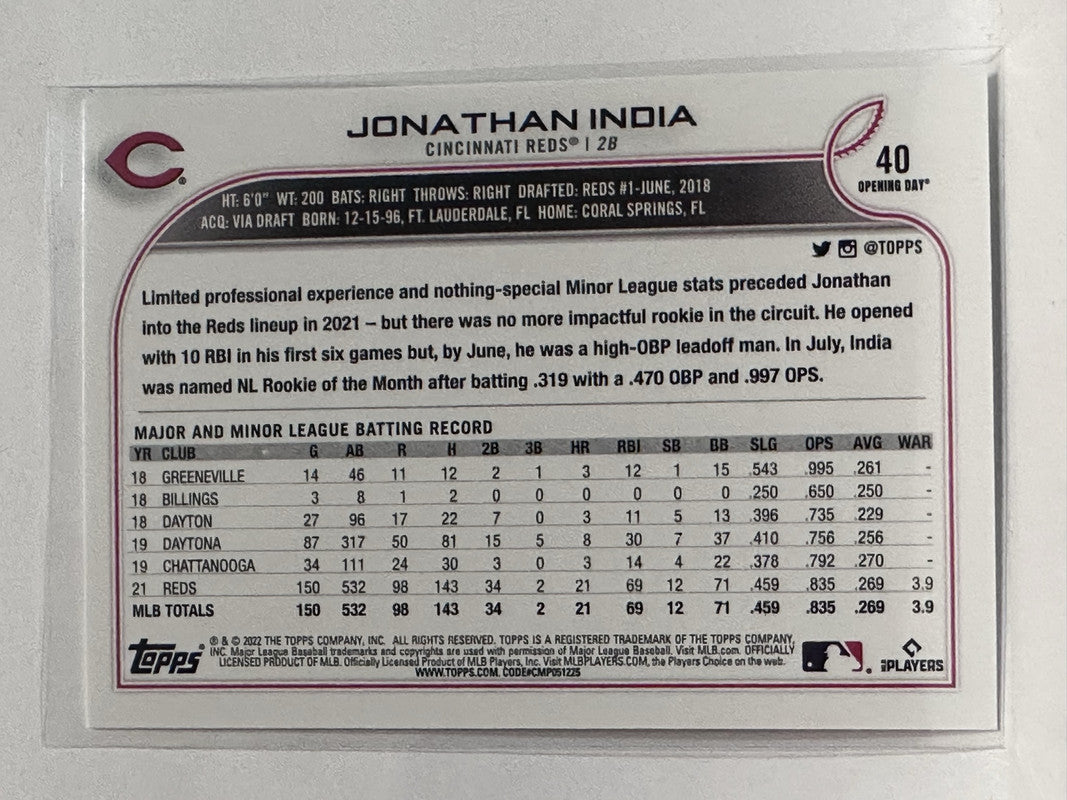 JONATHAN INDIA
CINCINNATI REDS® | 2B
40
OPENING DAY®
HT: 6'0" WT: 200 BATS: RIGHT THROWS: RIGHT DRAFTED: REDS #1-JUNE, 2018
ACQ: VIA DRAFT BORN: 12-15-96, FT. LAUDERDALE, FL HOME: CORAL SPRINGS, FL
@TOPPS
Limited professional experience and nothing-special Minor League stats preceded Jonathan
into the Reds lineup in 2021 – but there was no more impactful rookie in the circuit. He opened
with 10 RBI in his first six games but, by June, he was a high-OBP leadoff man. In July, India
was named NL Rookie of the Month after batting .319 with a .470 OBP and .997 OPS.
MAJOR AND MINOR LEAGUE BATTING RECORD
YR CLUB G AB R H 2B 3B HR RBI SB BB SLG OPS AVG WAR
18 GREENEVILLE 14 46 11 12 2 1 3 12 1 15 .543 .995 .261 -
18 BILLINGS 3 8 1 2 0 0 0 0 0 0 .250 .650 .250 -
18 DAYTON 27 96 17 22 7 0 3 11 5 13 .396 .735 .229 -
19 DAYTONA 87 317 50 81 15 5 8 30 7 37 .410 .756 .256 -
19 CHATTANOOGA 34 111 24 30 3 0 3 14 4 22 .378 .792 .270 -
21 REDS 150 532 98 143 34 2 21 69 12 71 .459 .835 .269 3.9
MLB TOTALS 150 532 98 143 34 2 21 69 12 71 .459 .835 .269 3.9
Topps®
® & © 2022 THE TOPPS COMPANY, INC. ALL RIGHTS RESERVED. TOPPS IS A REGISTERED TRADEMARK OF THE TOPPS COMPANY,
INC. Major League Baseball trademarks and copyrights are used with permission of Major League Baseball. Visit MLB.com. OFFICIALLY
LICENSED PRODUCT OF MLB. Officially Licensed Product of MLB Players, Inc. Visit MLBPLAYERS.COM, the Players Choice on the web.
WWW.TOPPS.COM. CODE#CMP051225
PLAYERS